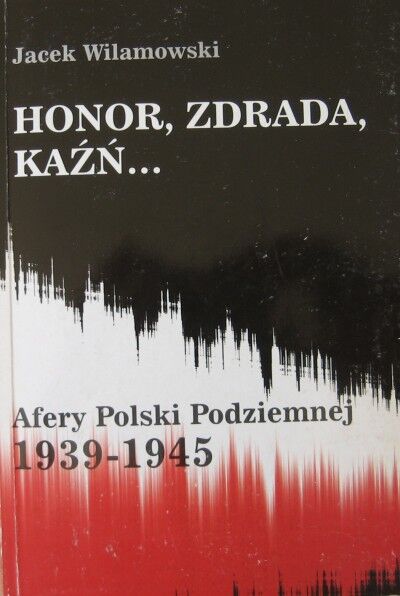 Jacek Wilamowski
HONOR, ZDRADA,
KAŹŃ...
Afery Polski Podziemnej
1939-1945